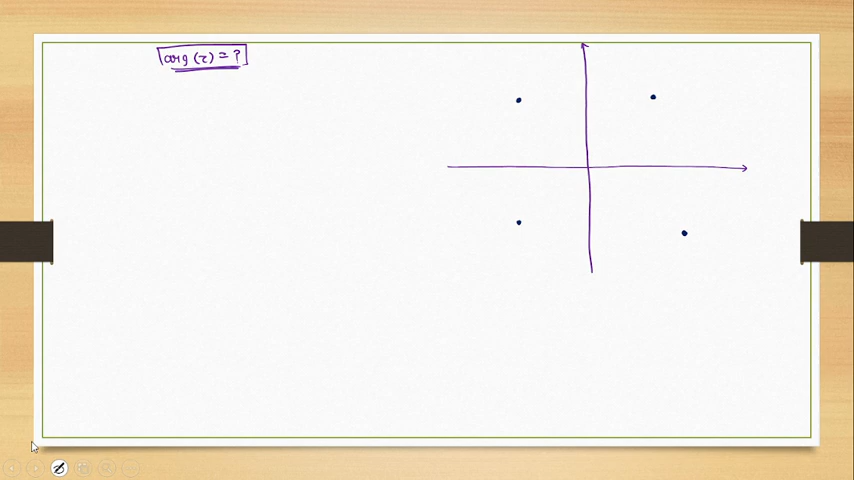 arg (z) = ?